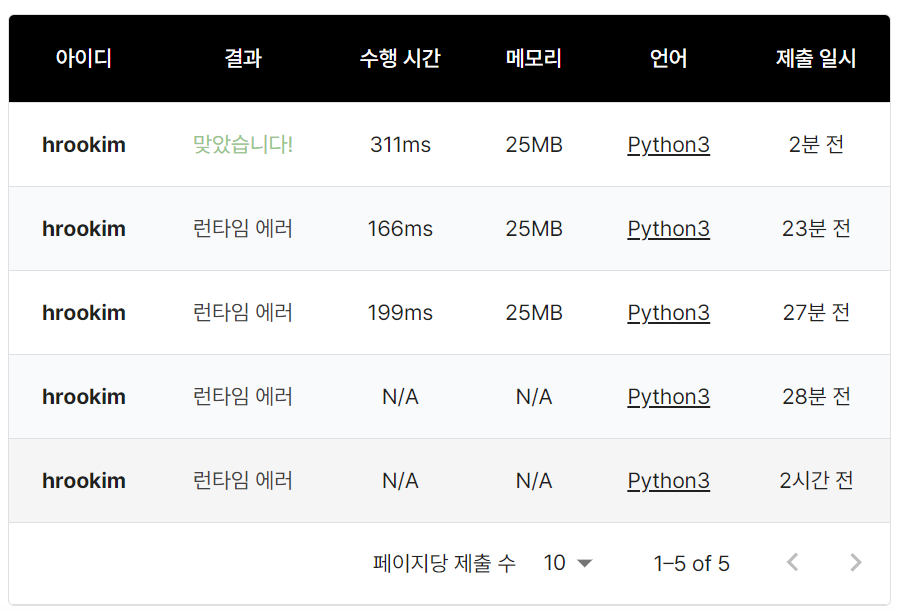 아이디 결과 수행 시간 메모리 언어 제출 일시
hrookim 맞았습니다! 311ms 25MB Python3 2분 전
hrookim 런타임 에러 166ms 25MB Python3 23분 전
hrookim 런타임 에러 199ms 25MB Python3 27분 전
hrookim 런타임 에러 N/A N/A Python3 28분 전
hrookim 런타임 에러 N/A N/A Python3 2시간 전
페이지당 제출 수 10 1–5 of 5